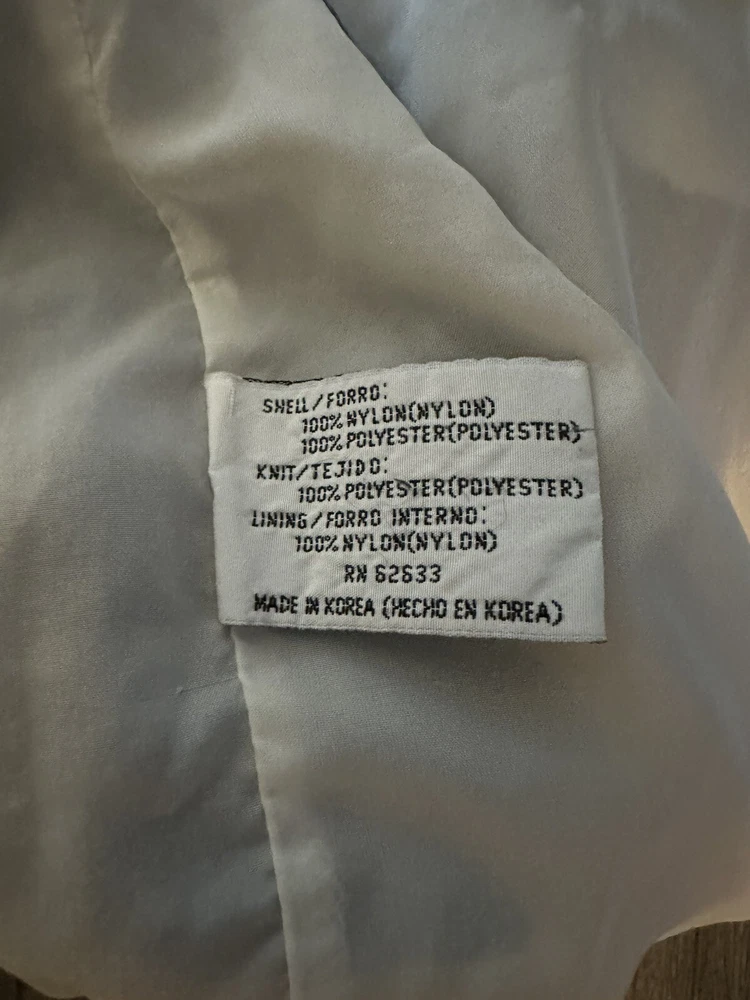 SHELL/FORRO:
100% NYLON(NYLON)
100% POLYESTER(POLYESTER)
KNIT/TEJIDO:
100% POLYESTER(POLYESTER)
LINING/FORRO INTERNO:
100% NYLON(NYLON)
RN 62633
MADE IN KOREA (HECHO EN KOREA)